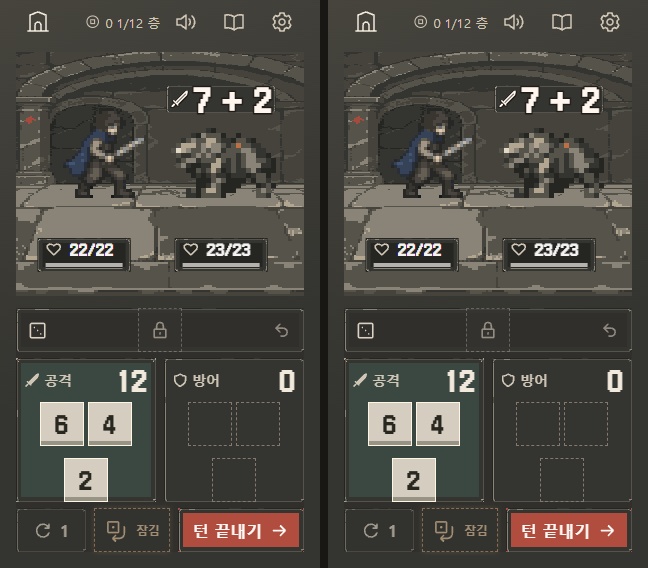 0 1/12 층
7 + 2
22/22
23/23
공격 12
방어 0
6 4
2
1
잠김
턴 끝내기 →
0 1/12 층
7 + 2
22/22
23/23
공격 12
방어 0
6 4
2
1
잠김
턴 끝내기 →